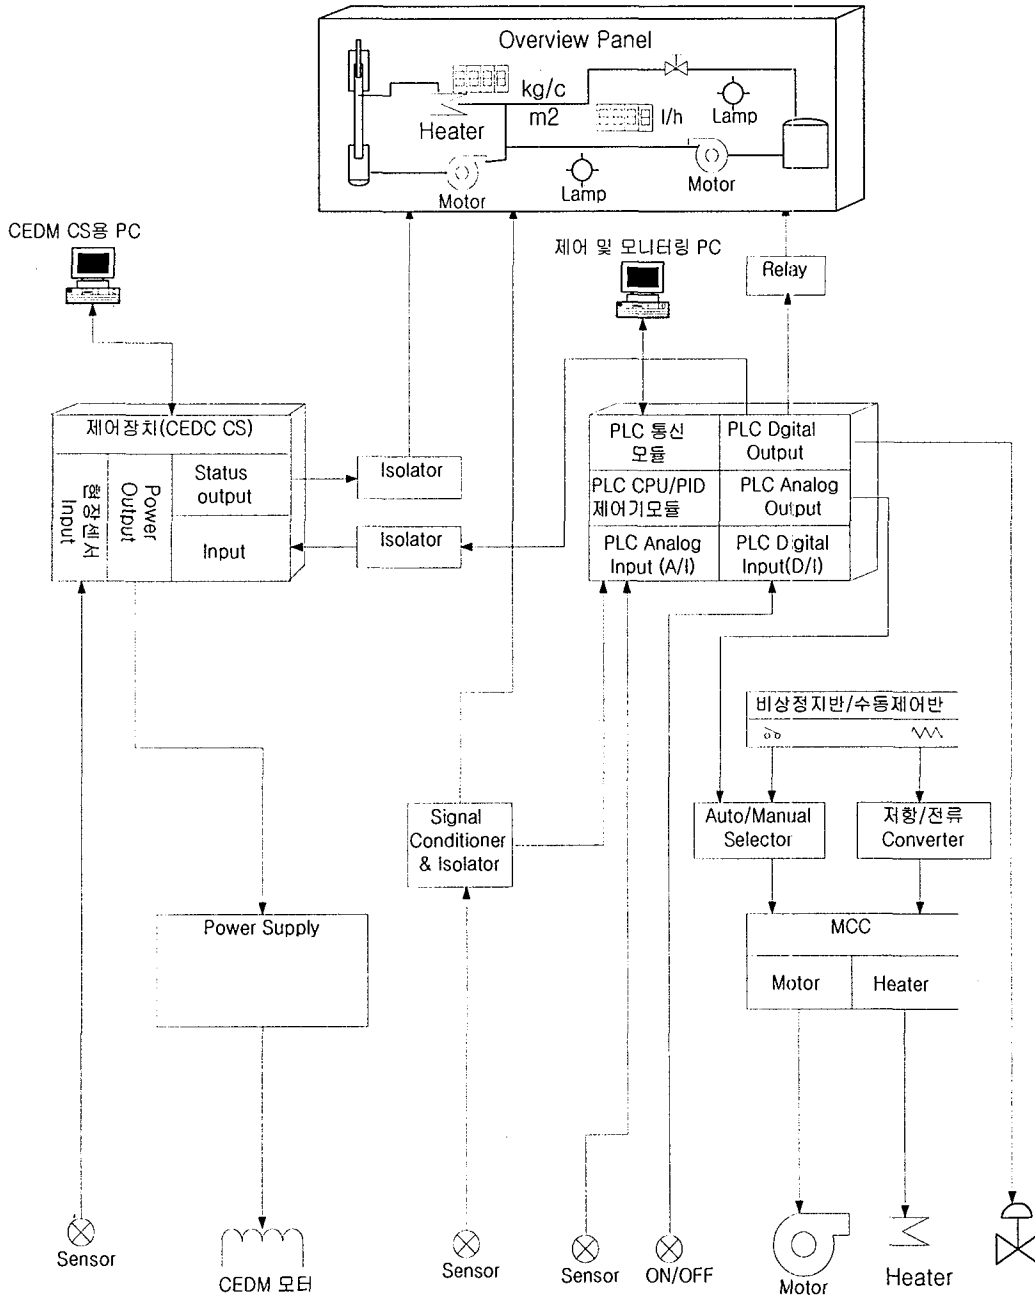 Overview Panel
kg/c
m2
l/h
Lamp
Heater
Motor
Lamp
Motor
CEDM CS용 PC
제어 및 모니터링 PC
Relay
제어장치(CEDC CS)
현장센서
Input
Power
Output
Status
output
Input
Isolator
Isolator
PLC 통신
모듈
PLC Dgital
Output
PLC CPU/PID
제어기모듈
PLC Analog
Output
PLC Analog
Input (A/I)
PLC Digital
Input(D/I)
비상정지반/수동제어반
Signal
Conditioner
& Isolator
Auto/Manual
Selector
저항/전류
Converter
Power Supply
MCC
Motor
Heater
Sensor
CEDM 모터
Sensor
Sensor
ON/OFF
Motor
Heater